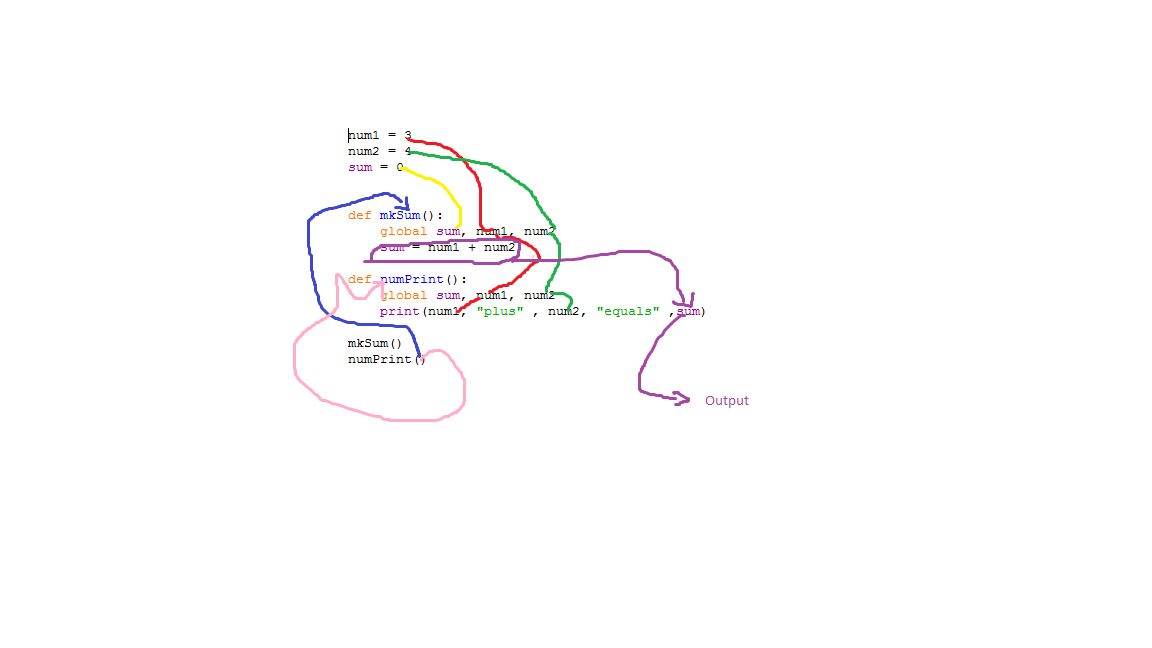 num1 = 3
num2 = 4
sum = 0
def mkSum():
global sum, num1, num2
sum = num1 + num2
def numPrint():
global sum, num1, num2
print(num1, "plus" , num2, "equals" ,sum)
mkSum()
numPrint()
Output